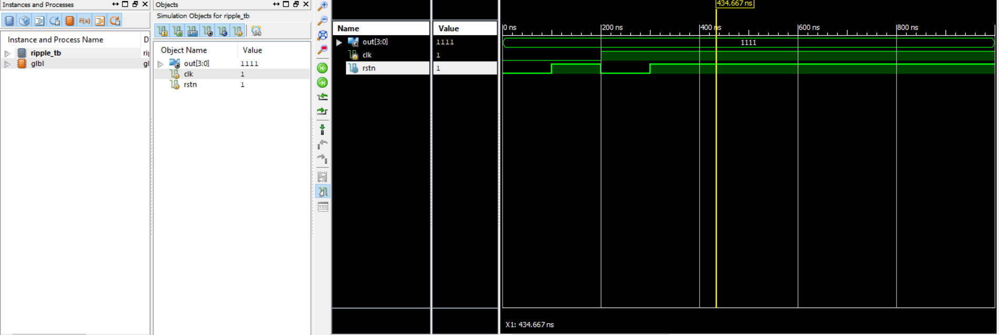 Instances and Processes
F(x)
Instance and Process Name D
ripple_tb rij
glbl gl
Objects
Simulation Objects for ripple_tb
Object Name Value
out[3:0] 1111
clk 1
rstn 1
Name Value
out[3:0] 1111
clk 1
rstn 1
434.667 ns
0 ns 200 ns 400 ns 600 ns 800 ns
1111
X1: 434.667 ns